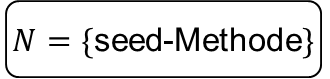 N = {seed-Methode}